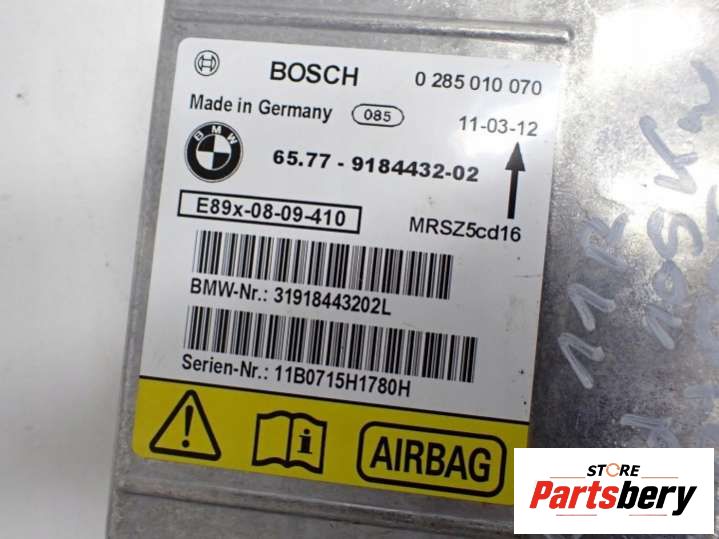 BOSCH 0 285 010 070
Made in Germany 085 11-03-12
BMW 65.77 - 9184432-02
E89x-08-09-410 MRSZ5cd16
BMW-Nr.: 31918443202L
Serien-Nr.: 11B0715H1780H
AIRBAG
STORE
Partsbery